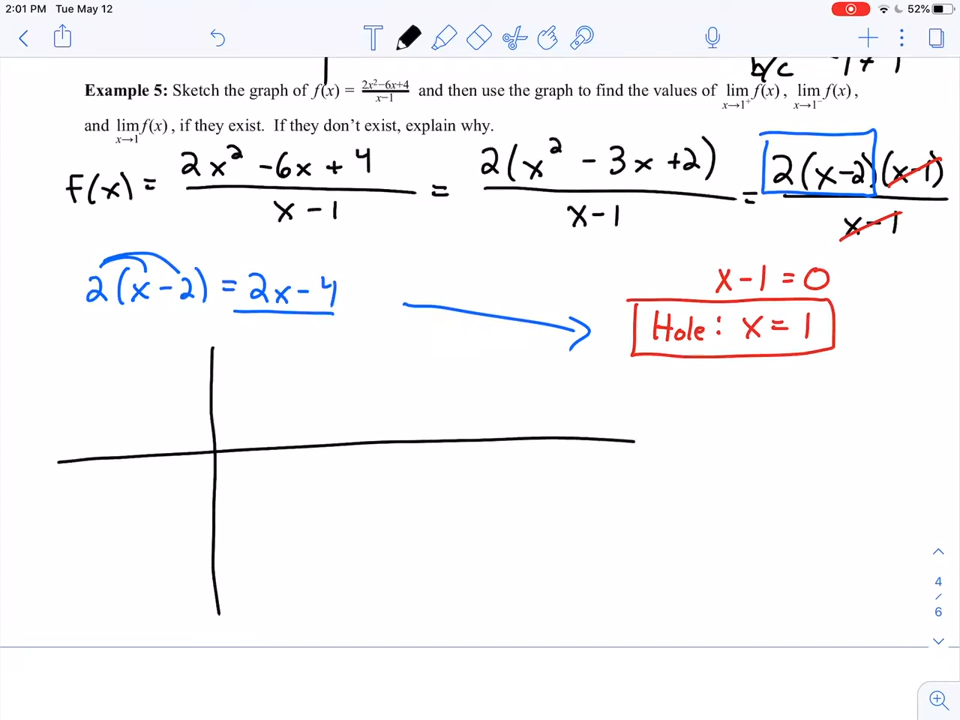 2:01 PM Tue May 12 52%
T
b/c -1 ≠ 1
Example 5: Sketch the graph of f(x) = 2x²−6x+4 / x−1 and then use the graph to find the values of lim x→1⁺ f(x), lim x→1⁻ f(x),
and lim x→1 f(x), if they exist. If they don't exist, explain why.
f(x) = 2x² - 6x + 4 / x - 1 = 2(x² - 3x + 2) / x - 1 = 2(x-2)(x-1) / x-1
2(x-2) = 2x - 4
x - 1 = 0
Hole: x = 1
4
/
6